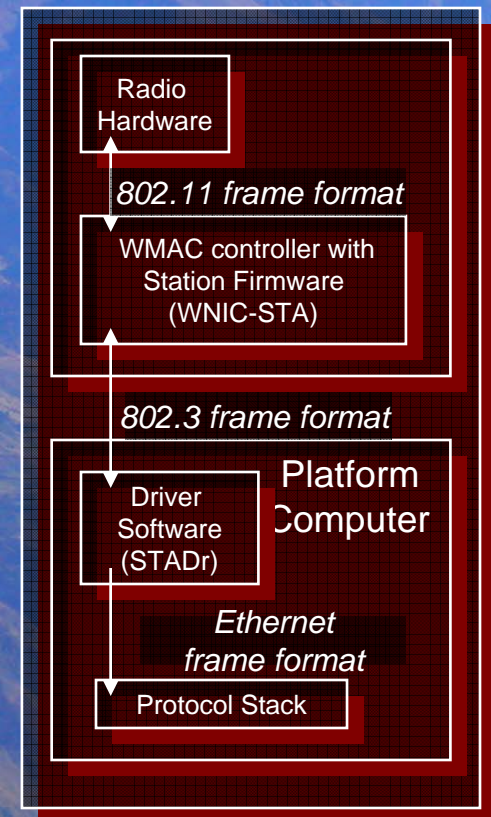 Radio
Hardware
802.11 frame format
WMAC controller with
Station Firmware
(WNIC-STA)
802.3 frame format
Platform
Computer
Driver
Software
(STADr)
Ethernet
frame format
Protocol Stack